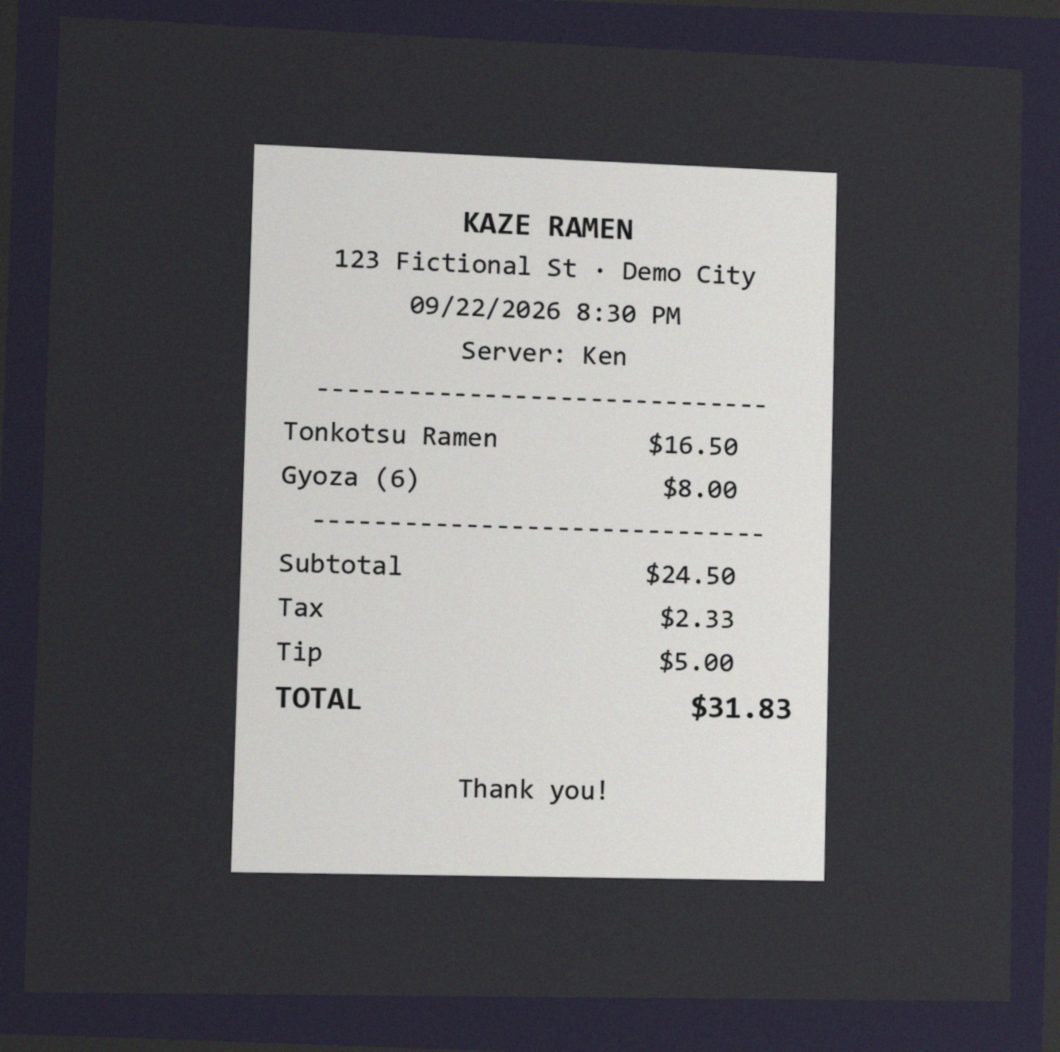 KAZE RAMEN
123 Fictional St · Demo City
09/22/2026 8:30 PM
Server: Ken
------------------------------
Tonkotsu Ramen $16.50
Gyoza (6) $8.00
------------------------------
Subtotal $24.50
Tax $2.33
Tip $5.00
TOTAL $31.83
Thank you!